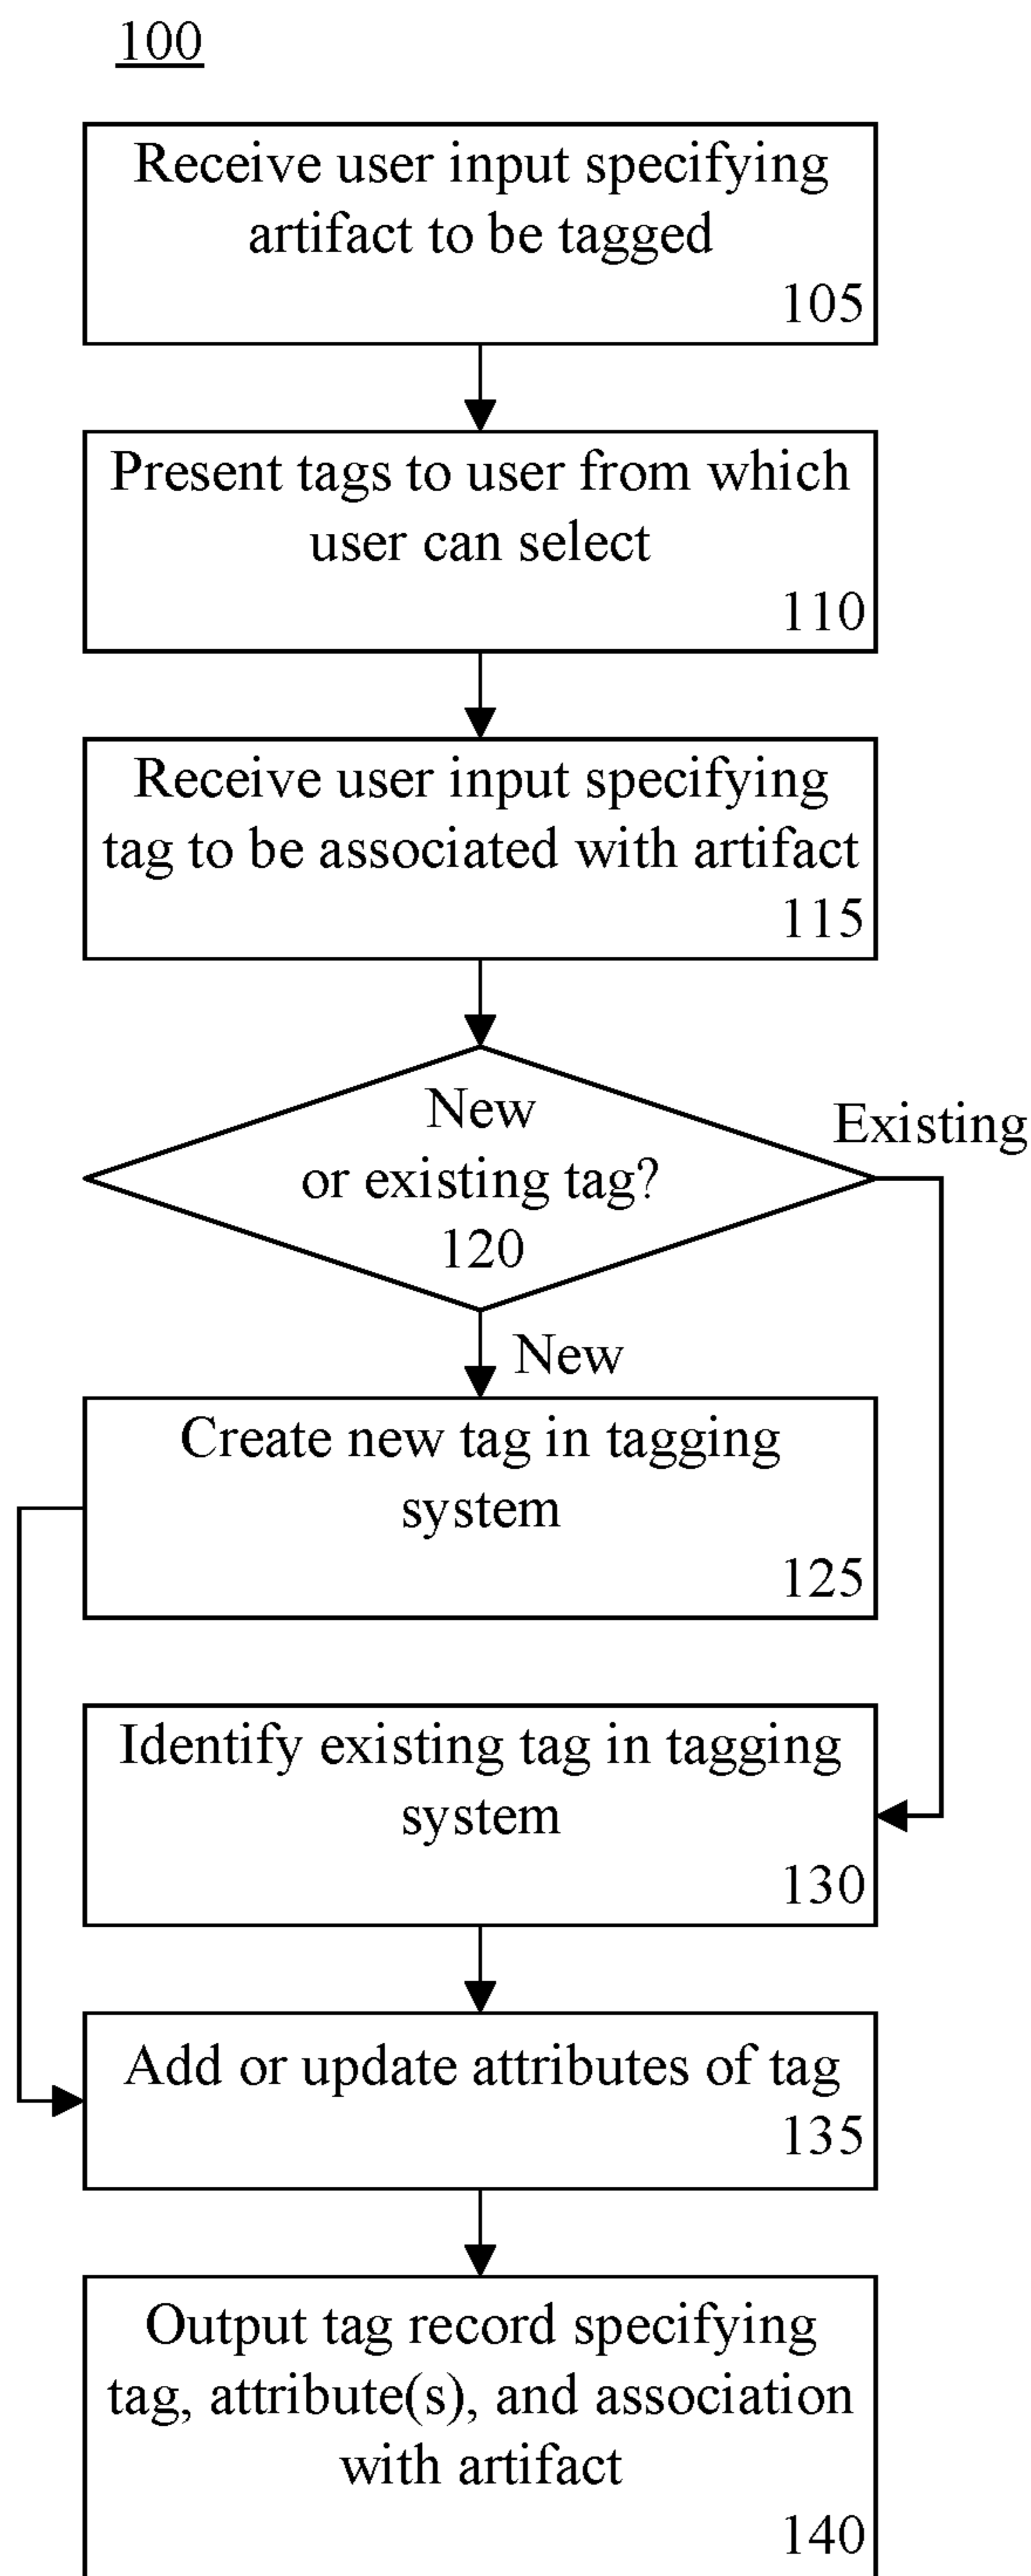 100
Receive user input specifying
artifact to be tagged
105
Present tags to user from which
user can select
110
Receive user input specifying
tag to be associated with artifact
115
New
or existing tag?
120
Existing
New
Create new tag in tagging
system
125
Identify existing tag in tagging
system
130
Add or update attributes of tag
135
Output tag record specifying
tag, attribute(s), and association
with artifact
140